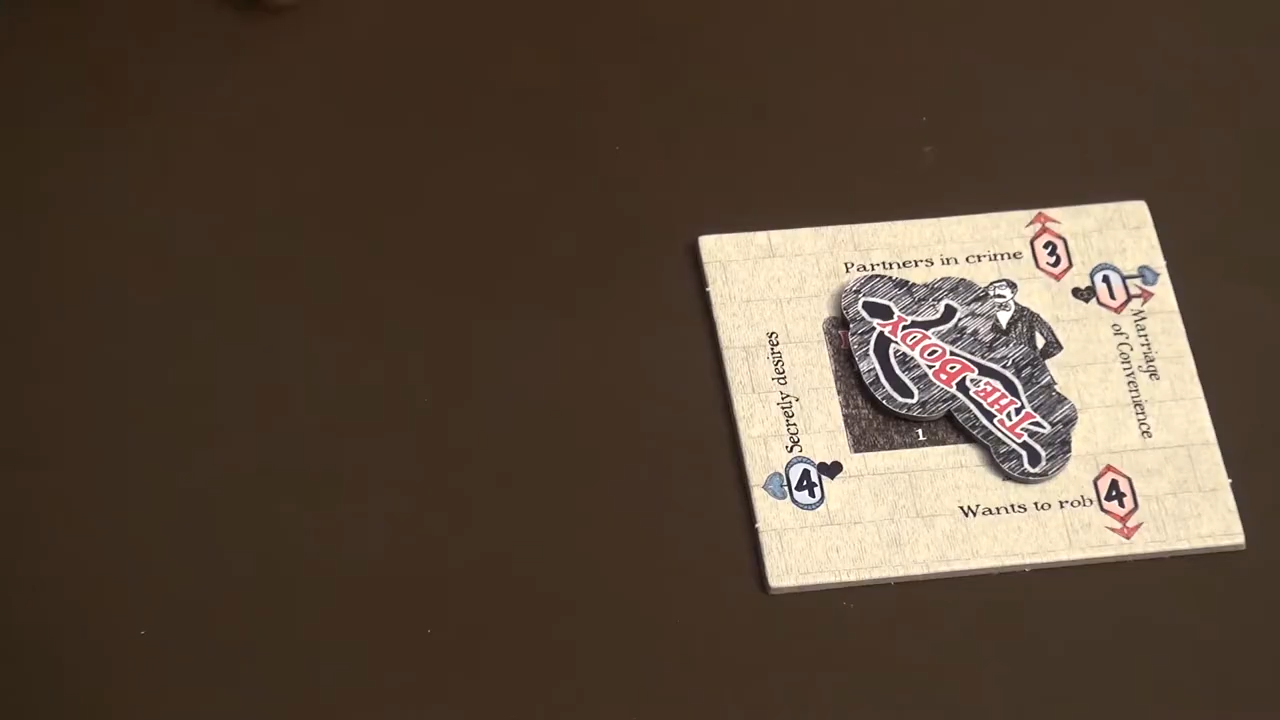 Partners in crime
3
1
Marriage
of Convenience
Secretly desires
4
THE BODY
1
Wants to rob
4